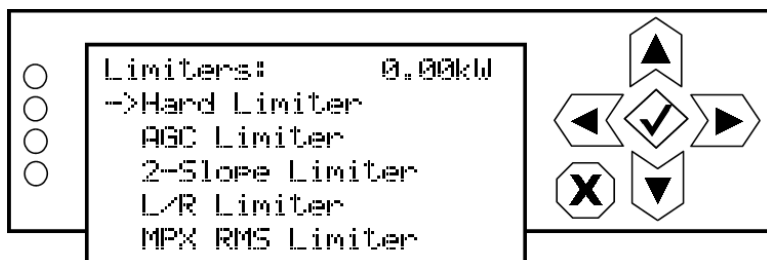 Limiters: 0.00kW
->Hard Limiter
AGC Limiter
2-Slope Limiter
L/R Limiter
MPX RMS Limiter
X